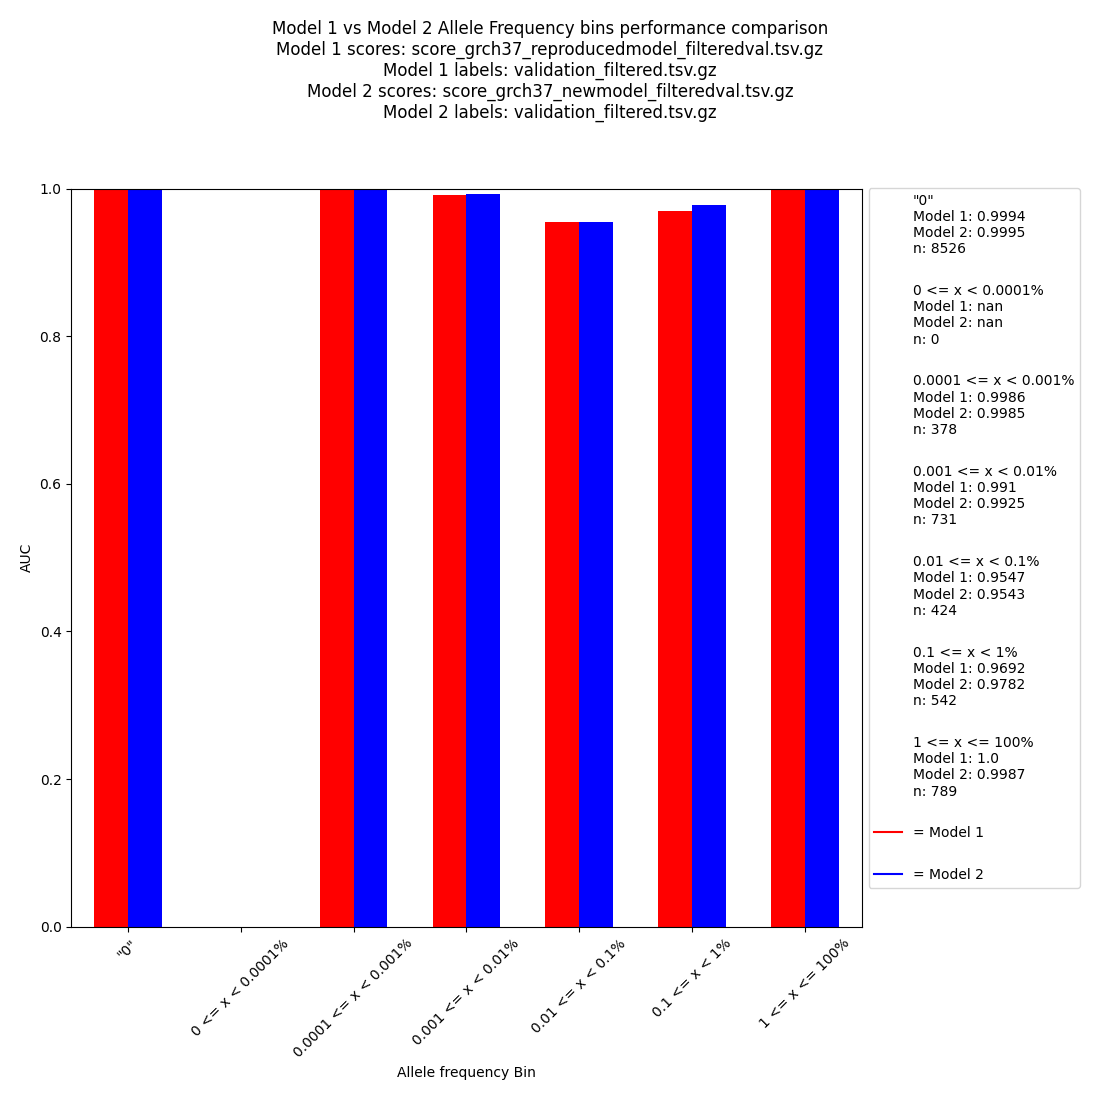 Model 1 vs Model 2 Allele Frequency bins performance comparison
Model 1 scores: score_grch37_reproducedmodel_filteredval.tsv.gz
Model 1 labels: validation_filtered.tsv.gz
Model 2 scores: score_grch37_newmodel_filteredval.tsv.gz
Model 2 labels: validation_filtered.tsv.gz
1.0
0.8
0.6
0.4
0.2
0.0
AUC
"0"
0 <= x < 0.0001%
0.0001 <= x < 0.001%
0.001 <= x < 0.01%
0.01 <= x < 0.1%
0.1 <= x < 1%
1 <= x <= 100%
Allele frequency Bin
"0"
Model 1: 0.9994
Model 2: 0.9995
n: 8526
0 <= x < 0.0001%
Model 1: nan
Model 2: nan
n: 0
0.0001 <= x < 0.001%
Model 1: 0.9986
Model 2: 0.9985
n: 378
0.001 <= x < 0.01%
Model 1: 0.991
Model 2: 0.9925
n: 731
0.01 <= x < 0.1%
Model 1: 0.9547
Model 2: 0.9543
n: 424
0.1 <= x < 1%
Model 1: 0.9692
Model 2: 0.9782
n: 542
1 <= x <= 100%
Model 1: 1.0
Model 2: 0.9987
n: 789
= Model 1
= Model 2